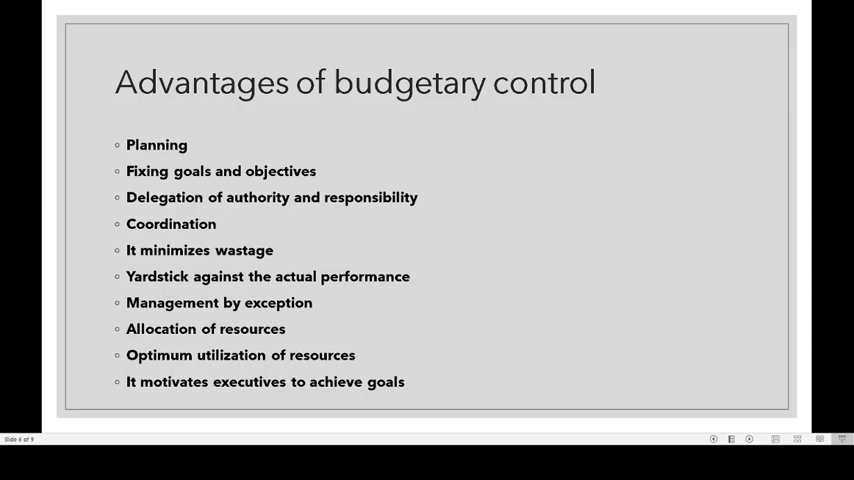 Advantages of budgetary control
◦ Planning
◦ Fixing goals and objectives
◦ Delegation of authority and responsibility
◦ Coordination
◦ It minimizes wastage
◦ Yardstick against the actual performance
◦ Management by exception
◦ Allocation of resources
◦ Optimum utilization of resources
◦ It motivates executives to achieve goals
Slide 6 of 9